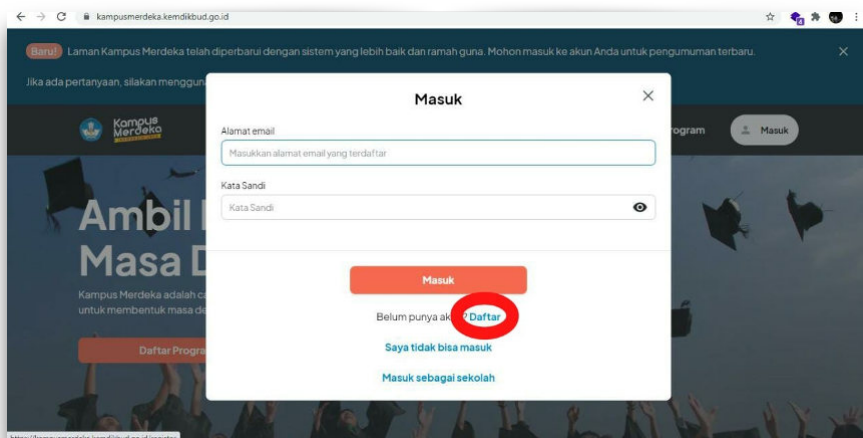 kampusmerdeka.kemdikbud.go.id
Baru! Laman Kampus Merdeka telah diperbarui dengan sistem yang lebih baik dan ramah guna. Mohon masuk ke akun Anda untuk pengumuman terbaru.
Jika ada pertanyaan, silakan menggun
Masuk
Kampus
Merdeka
ogram
Masuk
Alamat email
Masukkan alamat email yang terdaftar
Kata Sandi
Kata Sandi
Ambil
Masa D
Kampus Merdeka adalah ca
untuk membentuk masa de
Masuk
Belum punya ak ? Daftar
Daftar Progra
Saya tidak bisa masuk
Masuk sebagai sekolah